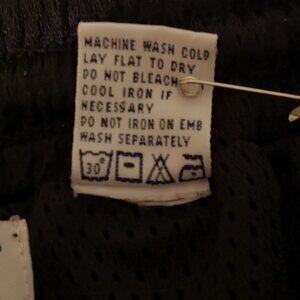 MACHINE WASH COLD
LAY FLAT TO DRY
DO NOT BLEACH
COOL IRON IF
NECESSARY
DO NOT IRON ON EMB
WASH SEPARATELY
30°